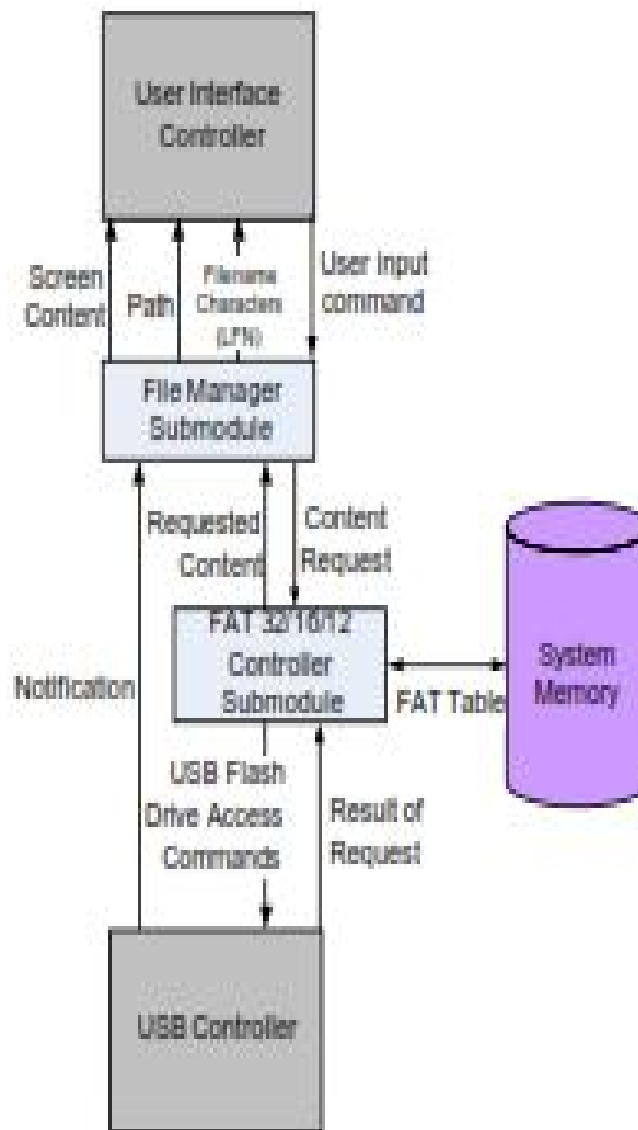 User Interface
Controller
Screen
Content
Path
Filename
Characters
(LFN)
User Input
command
File Manager
Submodule
Requested
Content
Content
Request
FAT 32/16/12
Controller
Submodule
FAT Table
System
Memory
Notification
USB Flash
Drive Access
Commands
Result of
Request
USB Controller